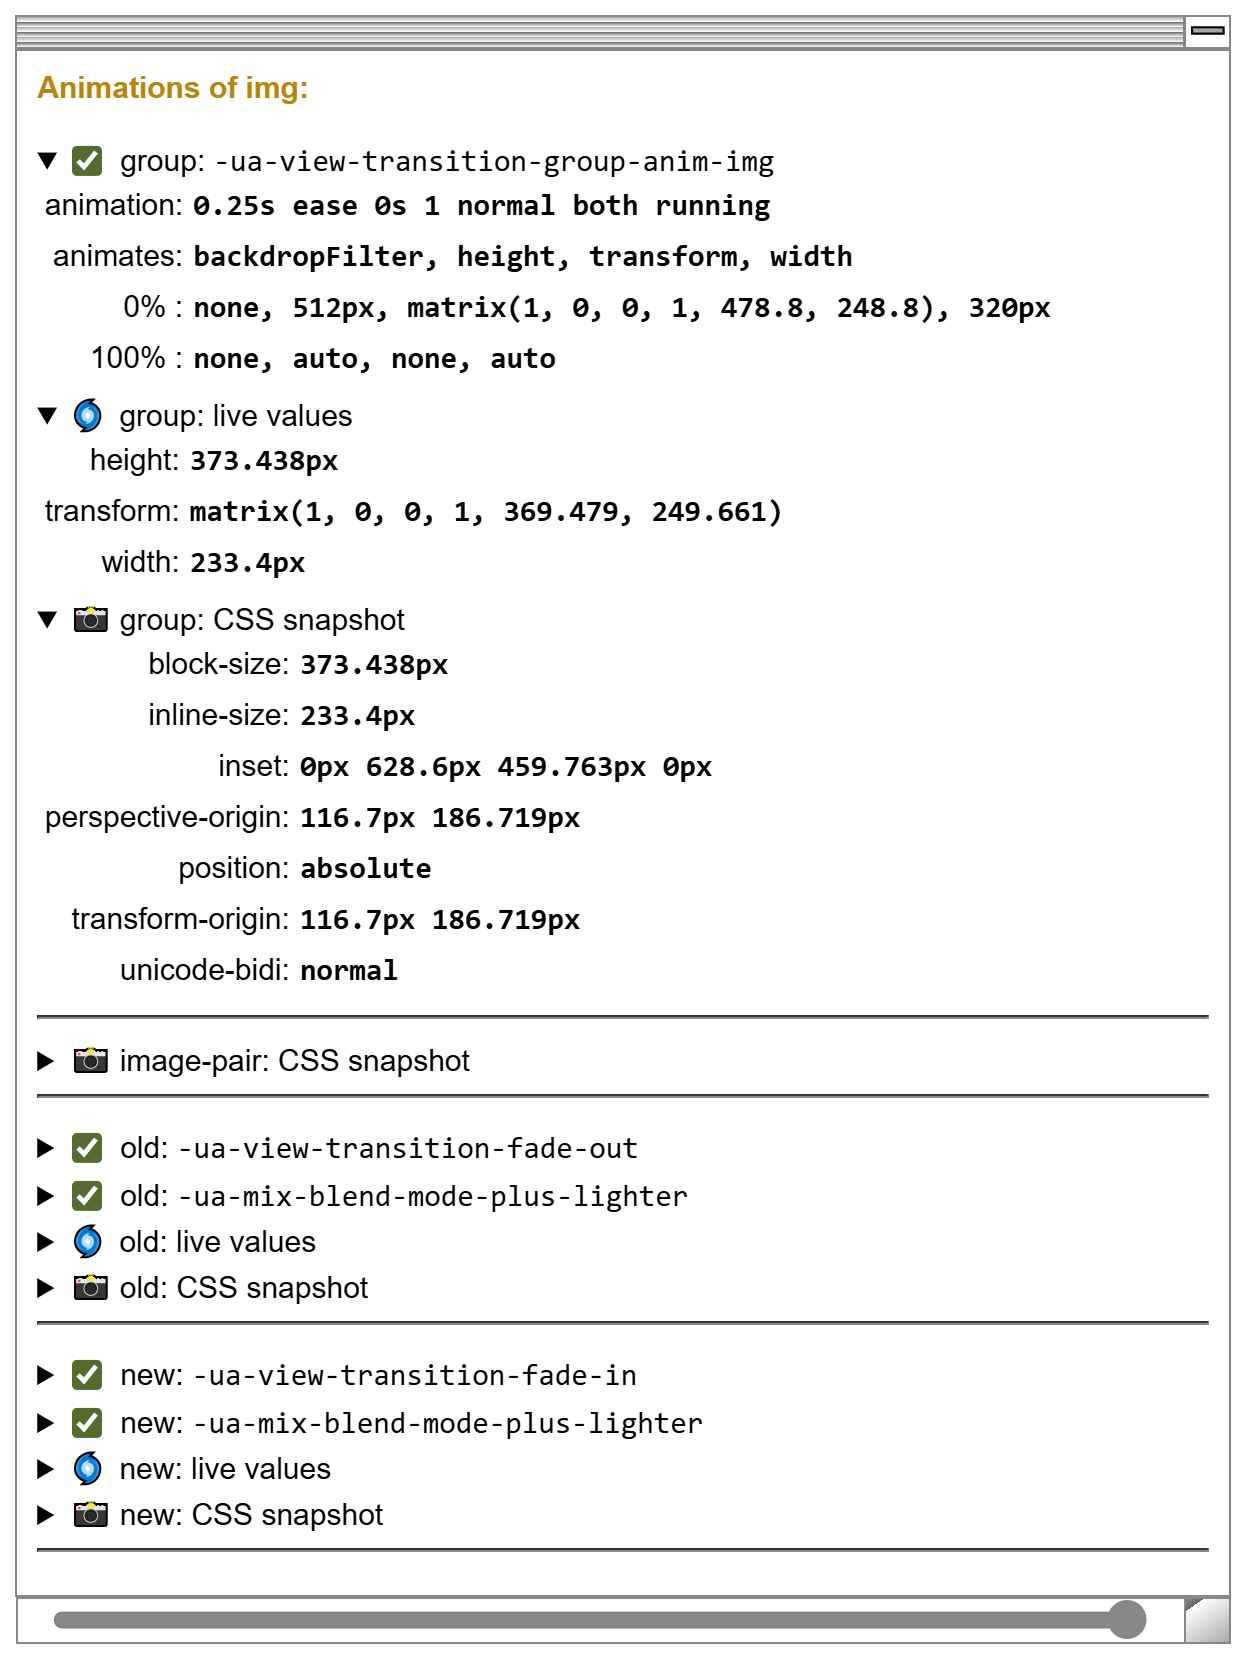 Animations of img:
group: -ua-view-transition-group-anim-img
animation: 0.25s ease 0s 1 normal both running
animates: backdropFilter, height, transform, width
0% : none, 512px, matrix(1, 0, 0, 1, 478.8, 248.8), 320px
100% : none, auto, none, auto
group: live values
height: 373.438px
transform: matrix(1, 0, 0, 1, 369.479, 249.661)
width: 233.4px
group: CSS snapshot
block-size: 373.438px
inline-size: 233.4px
inset: 0px 628.6px 459.763px 0px
perspective-origin: 116.7px 186.719px
position: absolute
transform-origin: 116.7px 186.719px
unicode-bidi: normal
image-pair: CSS snapshot
old: -ua-view-transition-fade-out
old: -ua-mix-blend-mode-plus-lighter
old: live values
old: CSS snapshot
new: -ua-view-transition-fade-in
new: -ua-mix-blend-mode-plus-lighter
new: live values
new: CSS snapshot